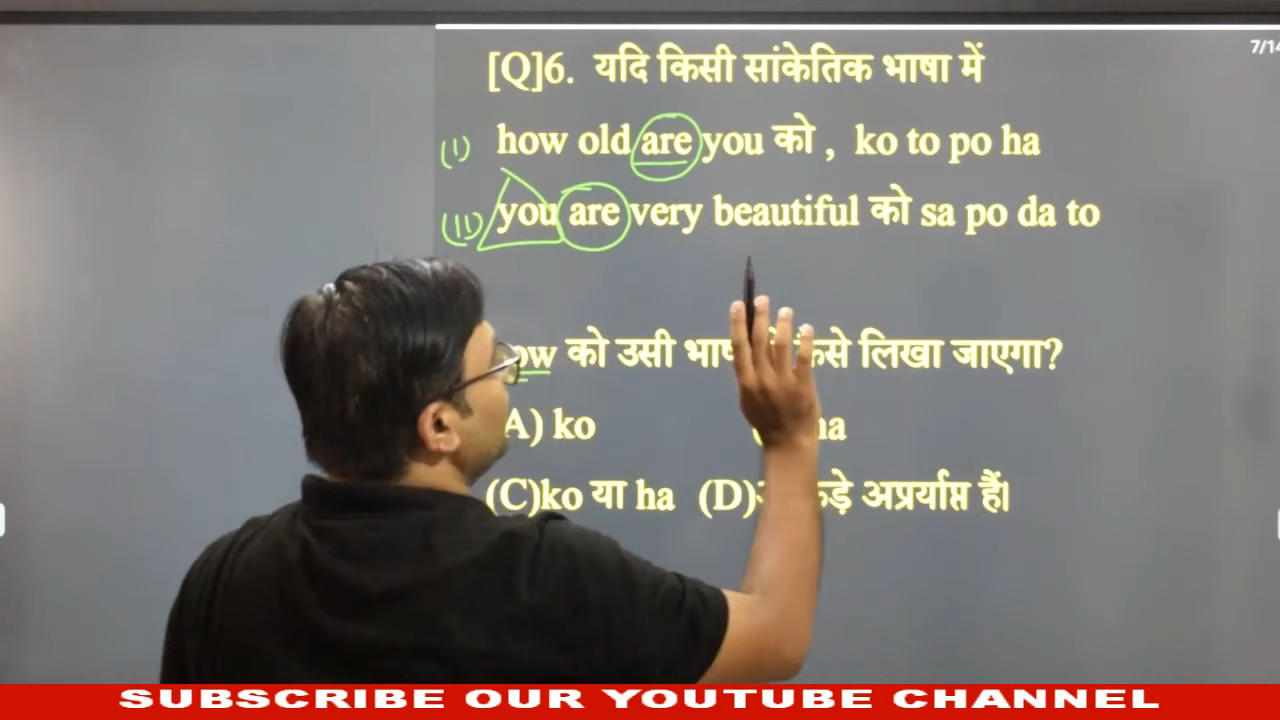 7/14
[Q]6. यदि किसी सांकेतिक भाषा में
(I) how old are you को , ko to po ha
(II) you are very beautiful को sa po da to
को उसी लिखा जाएगा?
A) ko ha
(C)ko या ha (D) अप्रर्याप्त हैं।
SUBSCRIBE OUR YOUTUBE CHANNEL